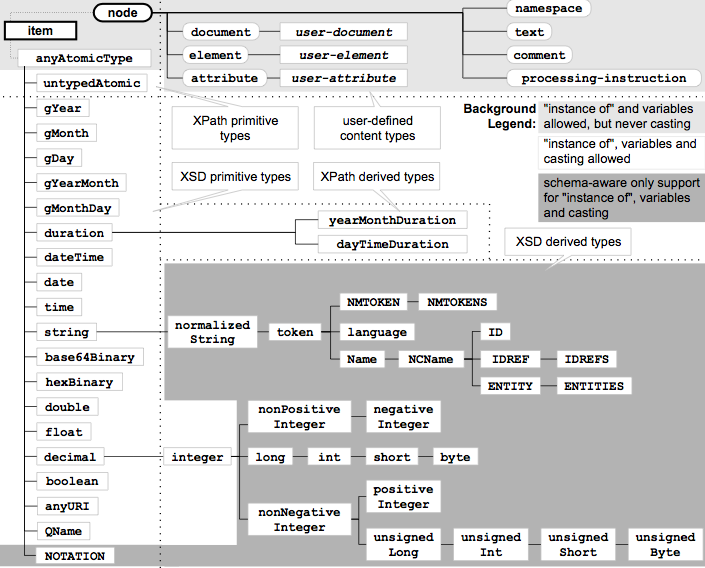 node
item
document
user-document
element
user-element
attribute
user-attribute
namespace
text
comment
processing-instruction
anyAtomicType
untypedAtomic
gYear
gMonth
gDay
gYearMonth
gMonthDay
duration
dateTime
date
time
string
base64Binary
hexBinary
double
float
decimal
boolean
anyURI
QName
NOTATION
XPath primitive
types
user-defined
content types
XSD primitive types
XPath derived types
Background
Legend:
"instance of" and variables
allowed, but never casting
"instance of", variables and
casting allowed
schema-aware only support
for "instance of", variables
and casting
yearMonthDuration
dayTimeDuration
XSD derived types
normalized
String
token
NMTOKEN
NMTOKENS
language
Name
NCName
ID
IDREF
IDREFS
ENTITY
ENTITIES
integer
nonPositive
Integer
negative
Integer
long
int
short
byte
nonNegative
Integer
positive
Integer
unsigned
Long
unsigned
Int
unsigned
Short
unsigned
Byte